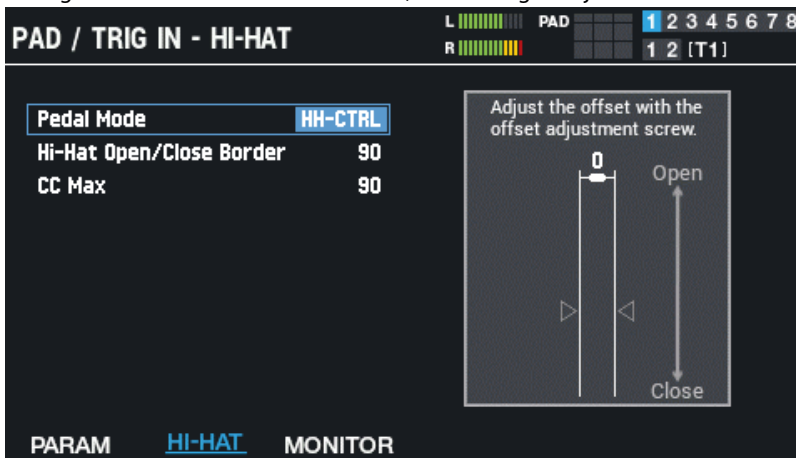 PAD / TRIG IN - HI-HAT
L PAD 1 2 3 4 5 6 7 8
R 1 2 [T1]
Pedal Mode HH-CTRL
Hi-Hat Open/Close Border 90
CC Max 90
Adjust the offset with the
offset adjustment screw.
0
Open
Close
PARAM HI-HAT MONITOR